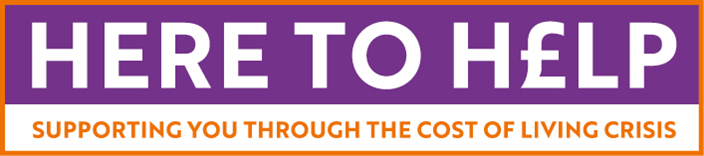 HERE TO H£LP
SUPPORTING YOU THROUGH THE COST OF LIVING CRISIS